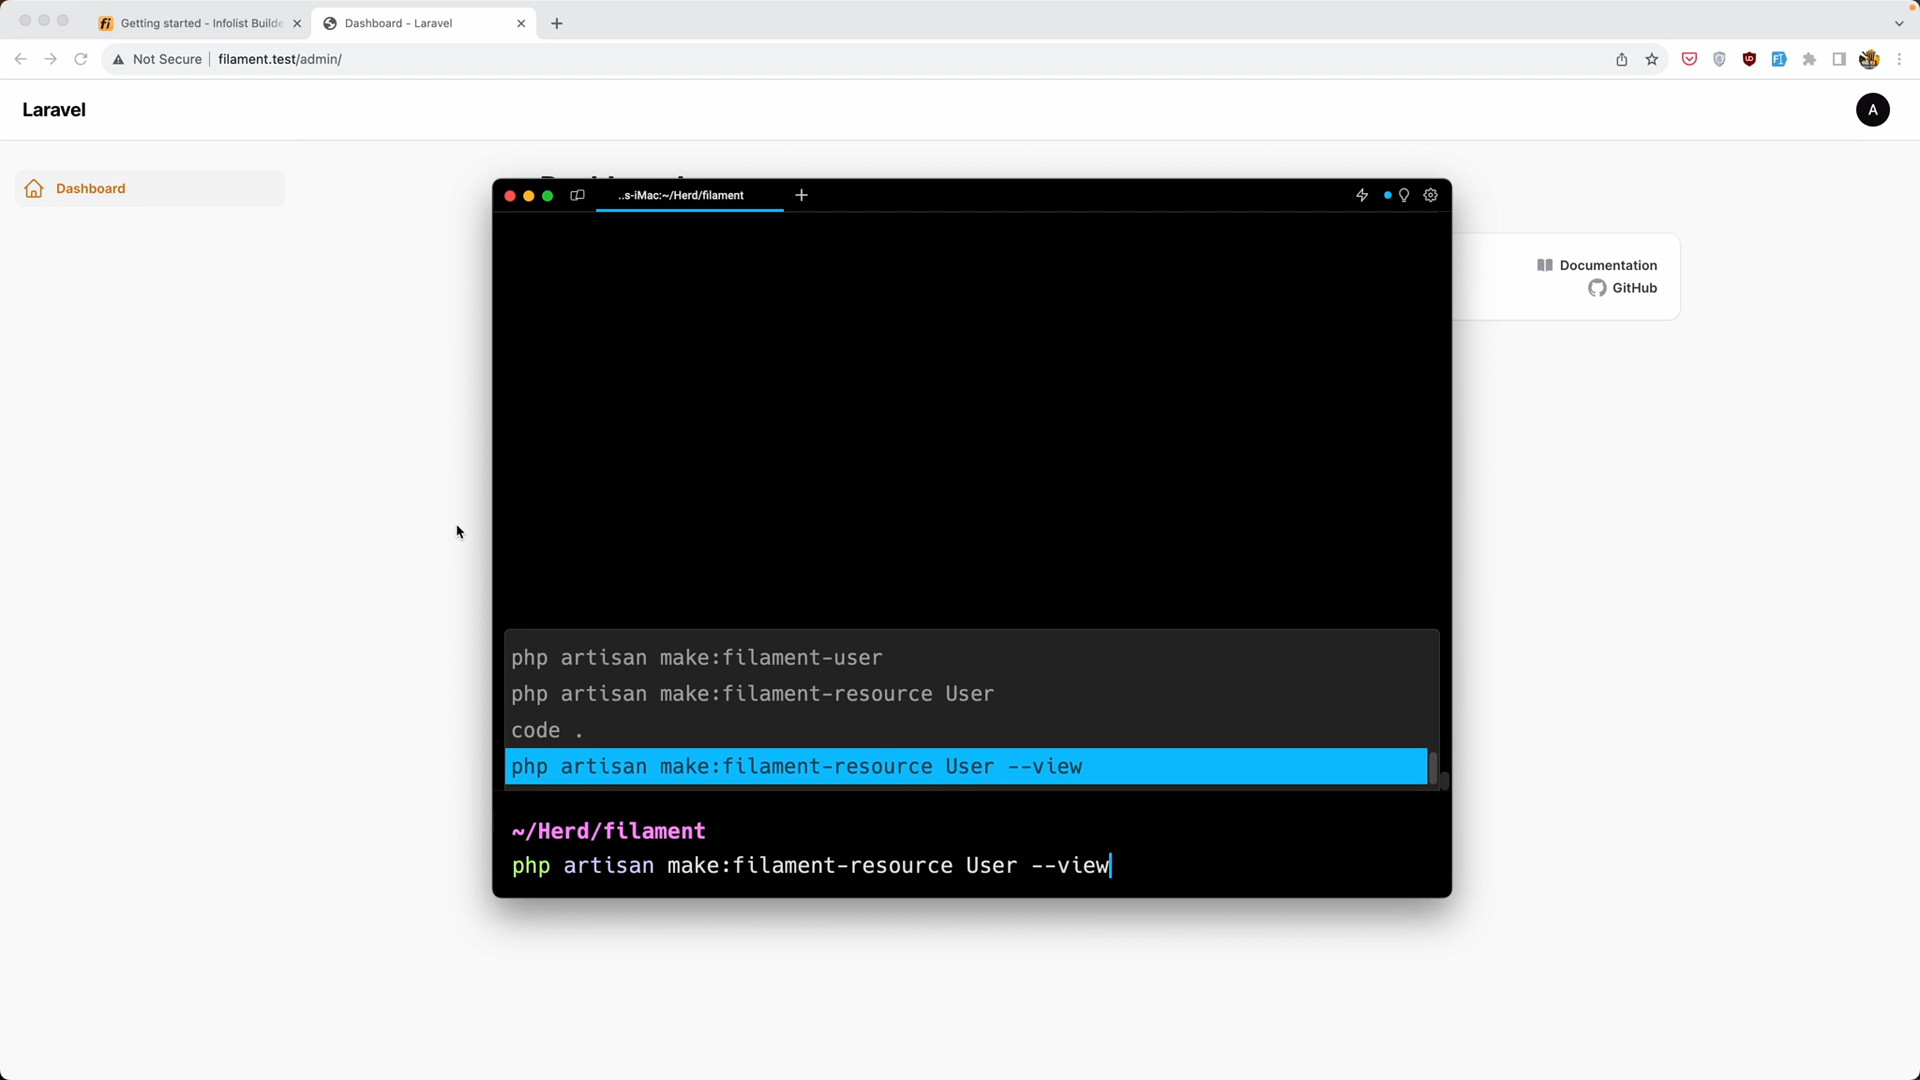 Getting started - Infolist Builde
Dashboard - Laravel
Not Secure
filament.test/admin/
Laravel
A
Dashboard
..s-iMac:~/Herd/filament
Documentation
GitHub
php artisan make:filament-user
php artisan make:filament-resource User
code .
php artisan make:filament-resource User --view
~/Herd/filament
php artisan make:filament-resource User --view